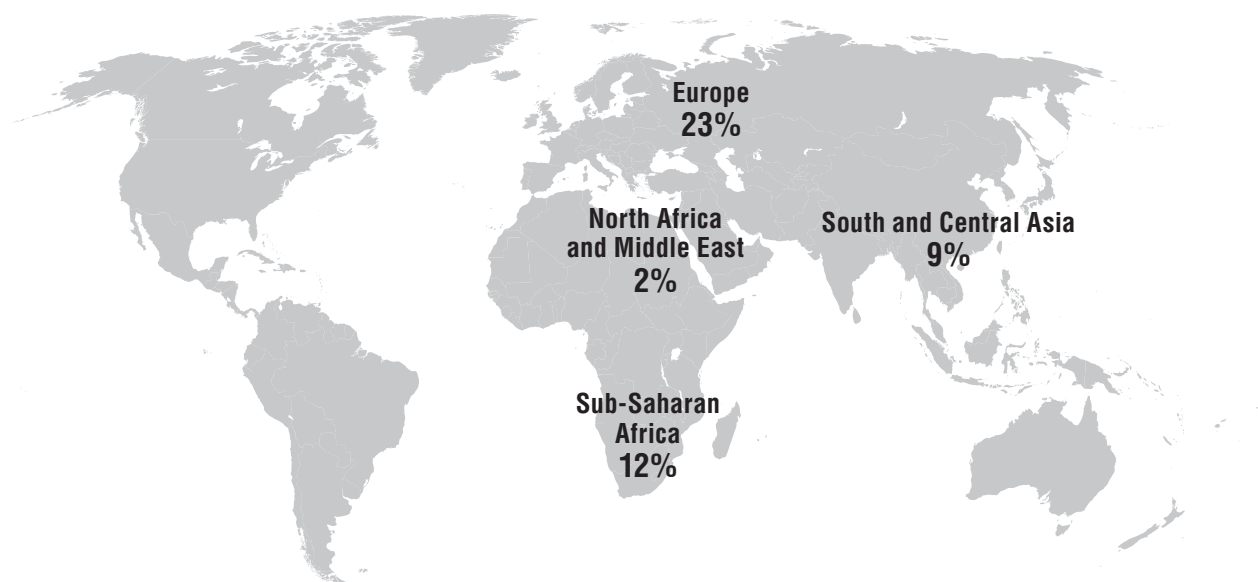 Europe
23%
North Africa
and Middle East
2%
South and Central Asia
9%
Sub-Saharan
Africa
12%